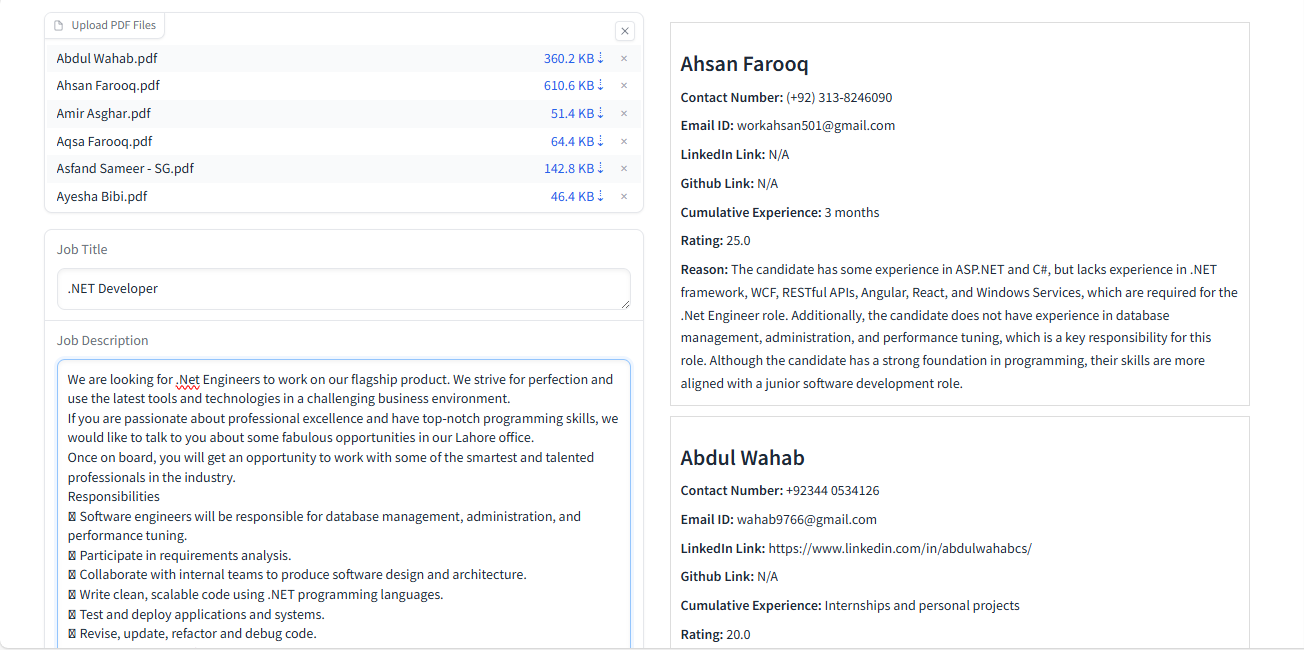 Upload PDF Files
Abdul Wahab.pdf 360.2 KB ⇣ ×
Ahsan Farooq.pdf 610.6 KB ⇣ ×
Amir Asghar.pdf 51.4 KB ⇣ ×
Aqsa Farooq.pdf 64.4 KB ⇣ ×
Asfand Sameer - SG.pdf 142.8 KB ⇣ ×
Ayesha Bibi.pdf 46.4 KB ⇣ ×
Job Title
.NET Developer
Job Description
We are looking for .Net Engineers to work on our flagship product. We strive for perfection and
use the latest tools and technologies in a challenging business environment.
If you are passionate about professional excellence and have top-notch programming skills, we
would like to talk to you about some fabulous opportunities in our Lahore office.
Once on board, you will get an opportunity to work with some of the smartest and talented
professionals in the industry.
Responsibilities
Software engineers will be responsible for database management, administration, and
performance tuning.
Participate in requirements analysis.
Collaborate with internal teams to produce software design and architecture.
Write clean, scalable code using .NET programming languages.
Test and deploy applications and systems.
Revise, update, refactor and debug code.
Ahsan Farooq
Contact Number: (+92) 313-8246090
Email ID: workahsan501@gmail.com
LinkedIn Link: N/A
Github Link: N/A
Cumulative Experience: 3 months
Rating: 25.0
Reason: The candidate has some experience in ASP.NET and C#, but lacks experience in .NET
framework, WCF, RESTful APIs, Angular, React, and Windows Services, which are required for the
.Net Engineer role. Additionally, the candidate does not have experience in database
management, administration, and performance tuning, which is a key responsibility for this
role. Although the candidate has a strong foundation in programming, their skills are more
aligned with a junior software development role.
Abdul Wahab
Contact Number: +92344 0534126
Email ID: wahab9766@gmail.com
LinkedIn Link: https://www.linkedin.com/in/abdulwahabcs/
Github Link: N/A
Cumulative Experience: Internships and personal projects
Rating: 20.0